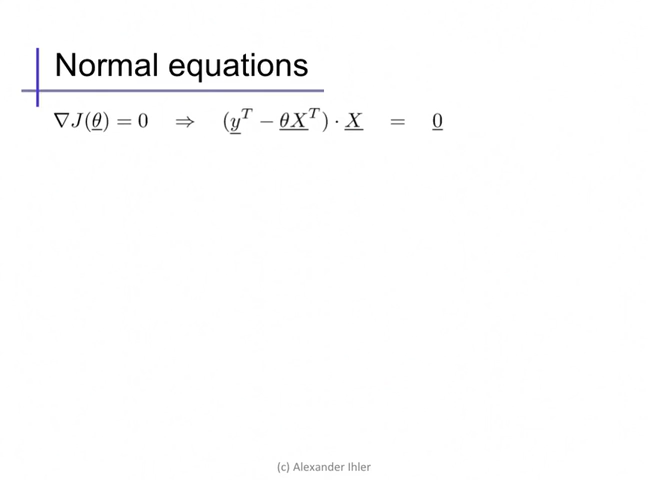 Normal equations
∇J(θ) = 0 ⇒ (y^T − θX^T) · X = 0
(c) Alexander Ihler